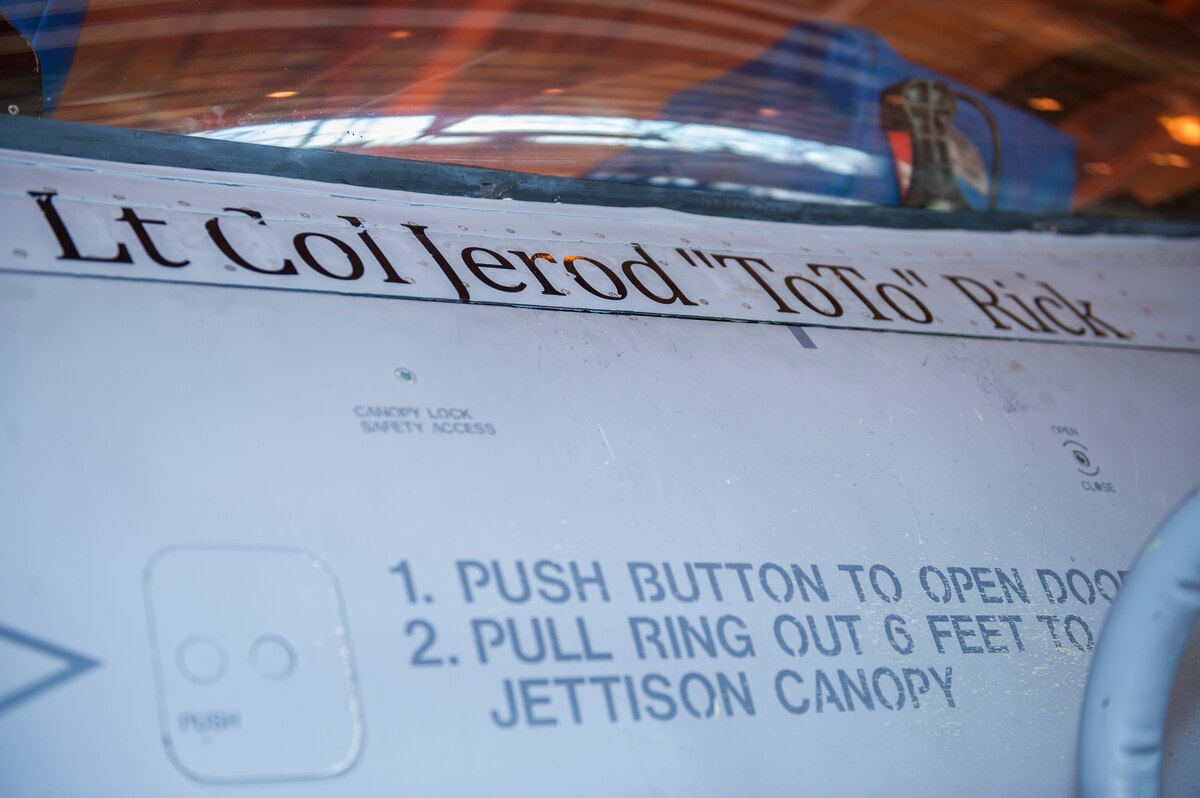 Lt Col Jerod "ToTo" Rick
CANOPY LOCK
SAFETY ACCESS
OPEN
CLOSE
1. PUSH BUTTON TO OPEN DOOR
2. PULL RING OUT 6 FEET TO
JETTISON CANOPY
PUSH